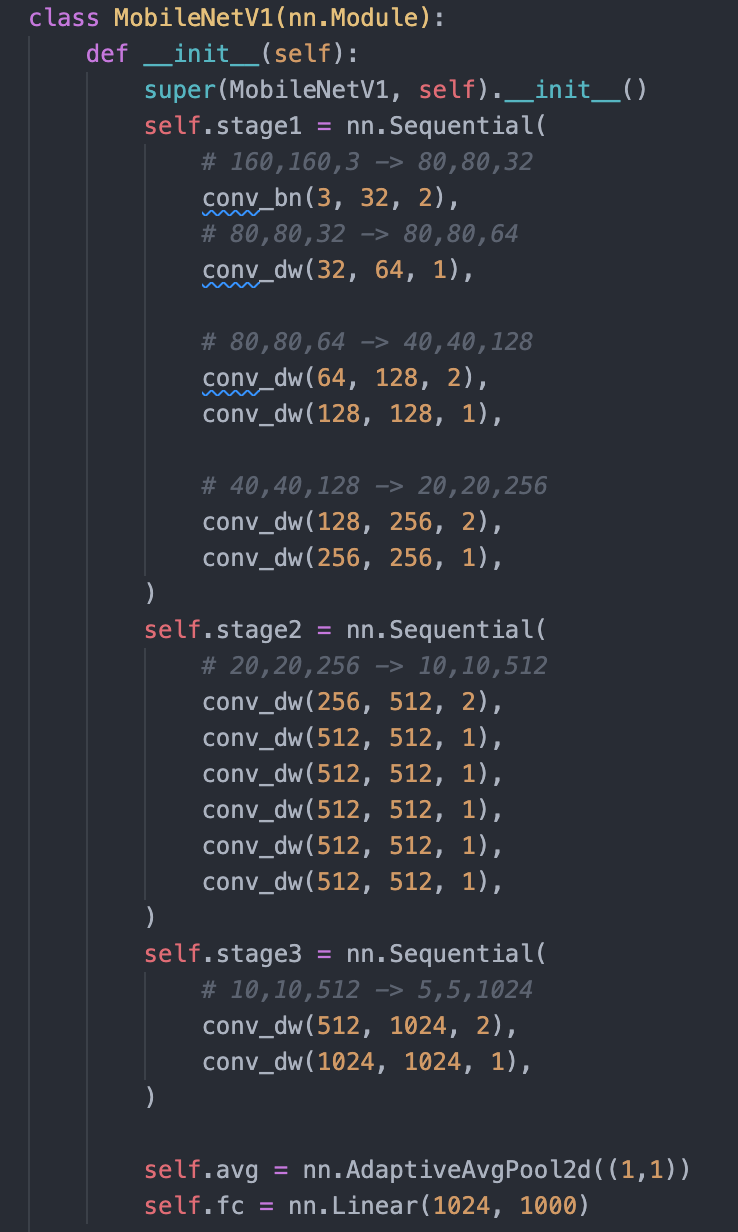 class MobileNetV1(nn.Module):
    def __init__(self):
        super(MobileNetV1, self).__init__()
        self.stage1 = nn.Sequential(
            # 160,160,3 -> 80,80,32
            conv_bn(3, 32, 2),
            # 80,80,32 -> 80,80,64
            conv_dw(32, 64, 1),

            # 80,80,64 -> 40,40,128
            conv_dw(64, 128, 2),
            conv_dw(128, 128, 1),

            # 40,40,128 -> 20,20,256
            conv_dw(128, 256, 2),
            conv_dw(256, 256, 1),
        )
        self.stage2 = nn.Sequential(
            # 20,20,256 -> 10,10,512
            conv_dw(256, 512, 2),
            conv_dw(512, 512, 1),
            conv_dw(512, 512, 1),
            conv_dw(512, 512, 1),
            conv_dw(512, 512, 1),
            conv_dw(512, 512, 1),
        )
        self.stage3 = nn.Sequential(
            # 10,10,512 -> 5,5,1024
            conv_dw(512, 1024, 2),
            conv_dw(1024, 1024, 1),
        )

        self.avg = nn.AdaptiveAvgPool2d((1,1))
        self.fc = nn.Linear(1024, 1000)